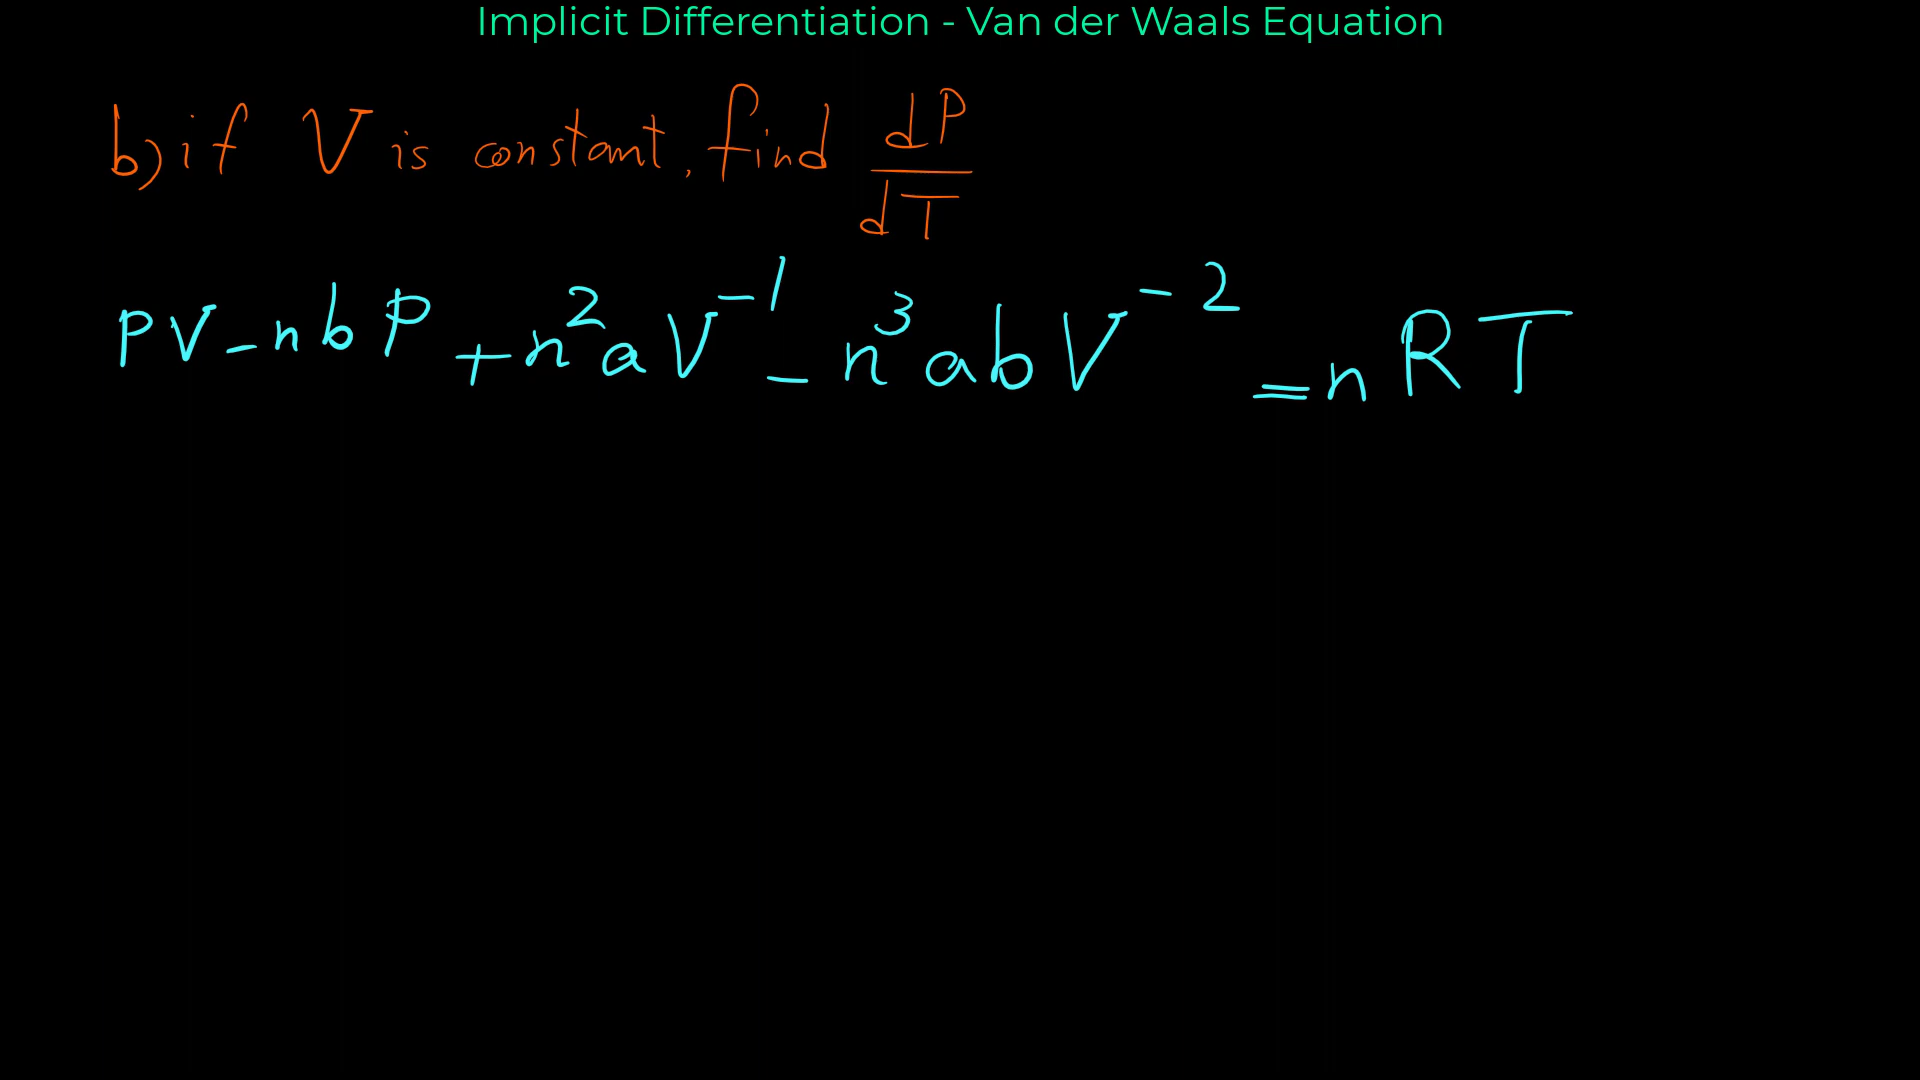 Implicit Differentiation - Van der Waals Equation
b) if V is constant, find dP/dT
PV - nbP + n²aV⁻¹ - n³abV⁻² = nRT